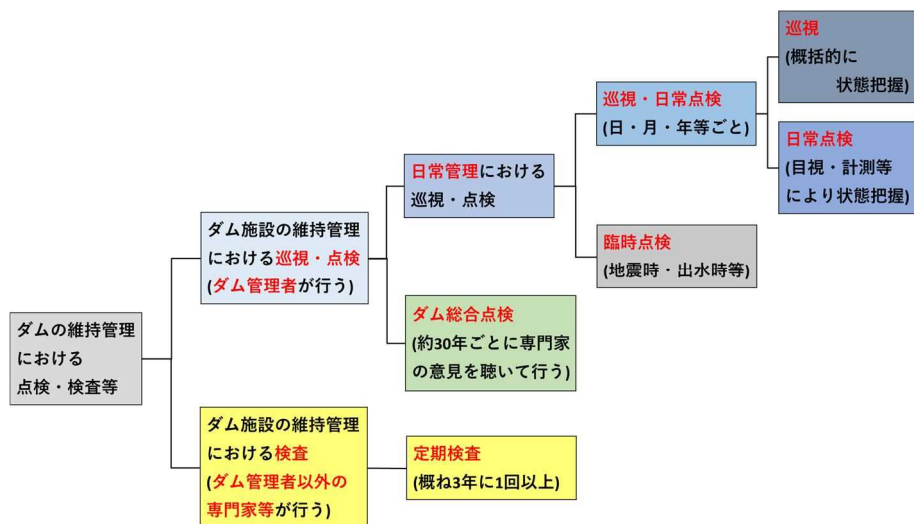 ダムの維持管理
における
点検・検査等
ダム施設の維持管理
における巡視・点検
(ダム管理者が行う)
日常管理における
巡視・点検
巡視・日常点検
(日・月・年等ごと)
巡視
(概括的に
状態把握)
日常点検
(目視・計測等
により状態把握)
臨時点検
(地震時・出水時等)
ダム総合点検
(約30年ごとに専門家
の意見を聴いて行う)
ダム施設の維持管理
における検査
(ダム管理者以外の
専門家等が行う)
定期検査
(概ね3年に1回以上)